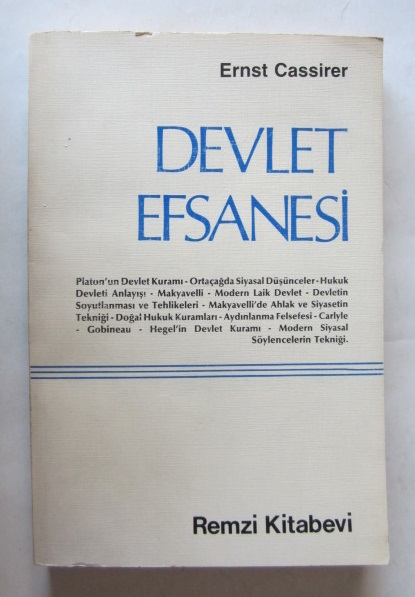 Ernst Cassirer
DEVLET
EFSANESİ
Platon'un Devlet Kuramı - Ortaçağda Siyasal Düşünceler - Hukuk
Devleti Anlayışı - Makyavelli - Modern Laik Devlet - Devletin
Soyutlanması ve Tehlikeleri - Makyavelli'de Ahlak ve Siyasetin
Tekniği - Doğal Hukuk Kuramları - Aydınlanma Felsefesi - Carlyle
- Gobineau - Hegel'in Devlet Kuramı - Modern Siyasal
Söylencelerin Tekniği.
Remzi Kitabevi